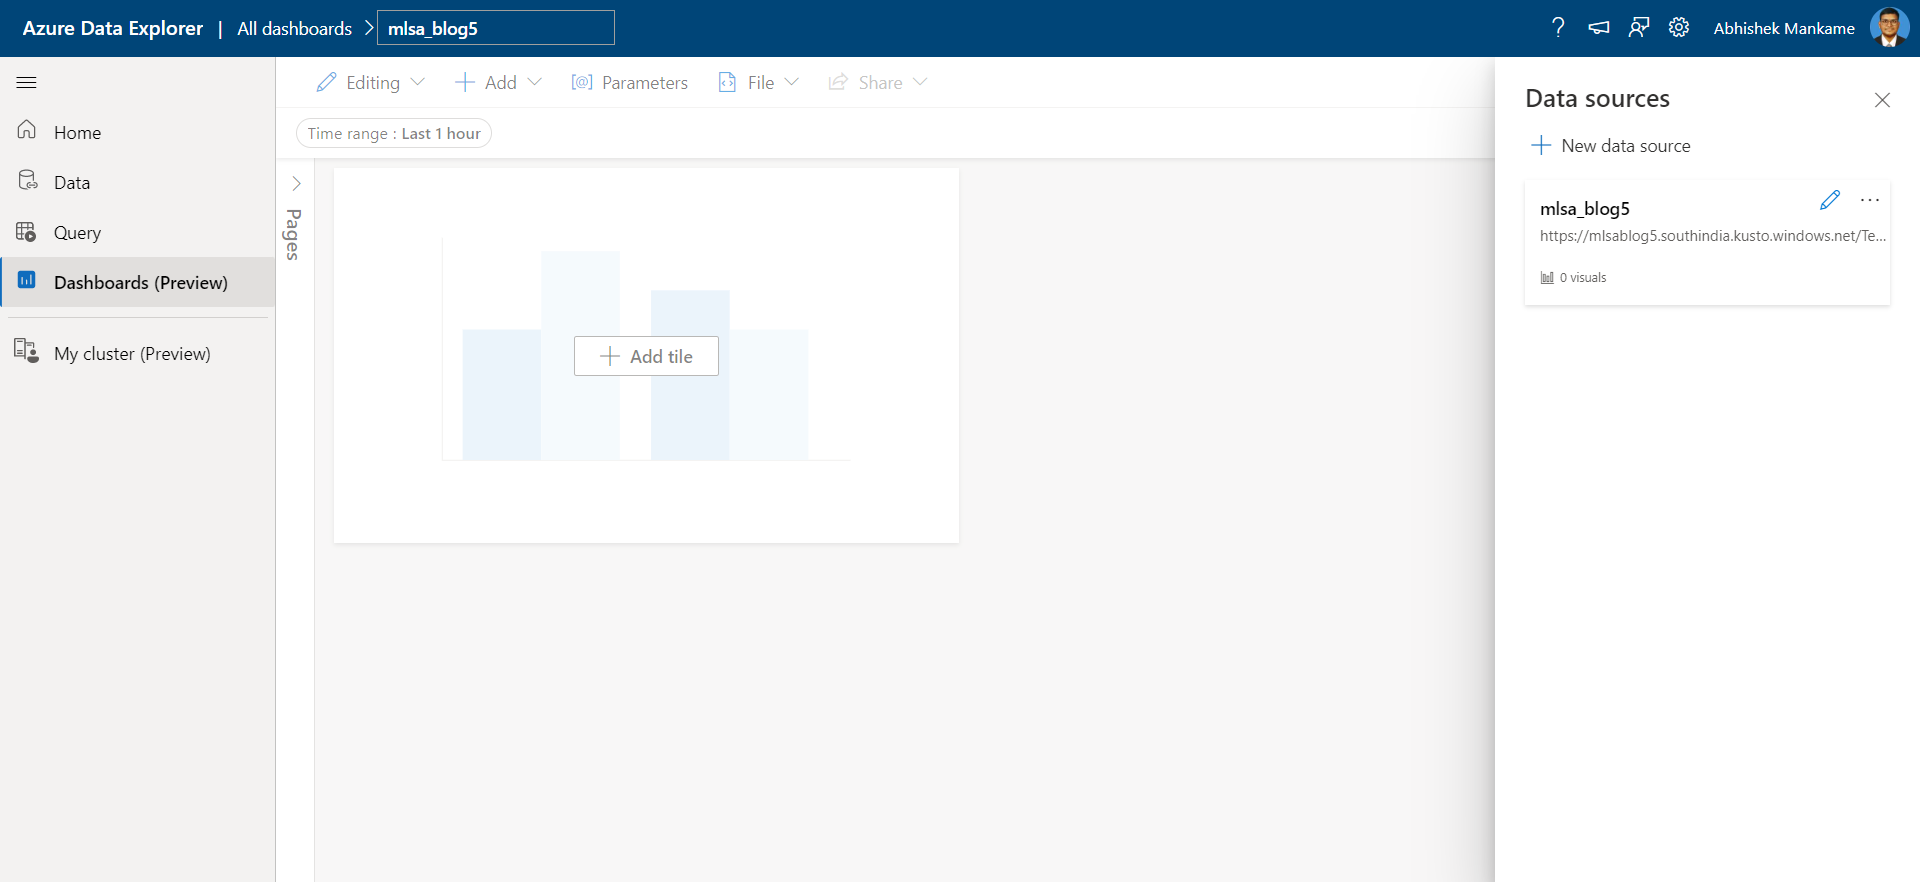 Azure Data Explorer | All dashboards > mlsa_blog5
? Abhishek Mankame
Editing Add [@] Parameters File Share
Time range : Last 1 hour
Home
Data
Query
Dashboards (Preview)
My cluster (Preview)
Pages
Add tile
Data sources
New data source
mlsa_blog5
https://mlsablog5.southindia.kusto.windows.net/Te...
0 visuals